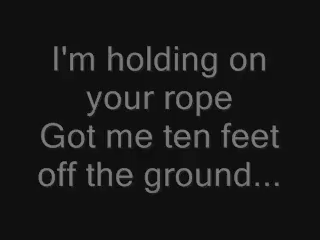 I'm holding on
your rope
Got me ten feet
off the ground...